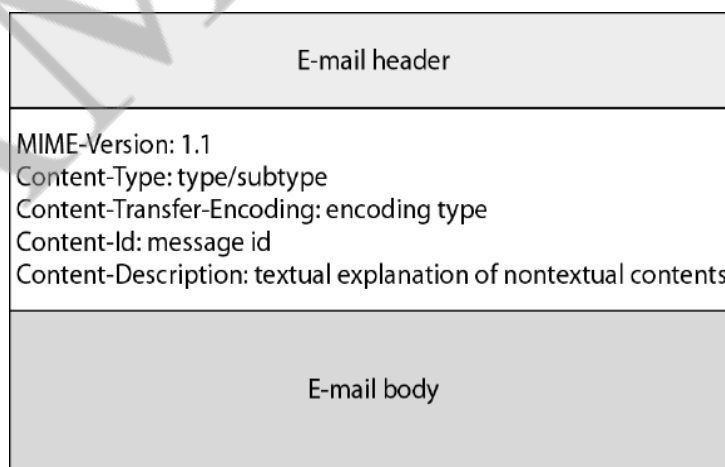 E-mail header
MIME-Version: 1.1
Content-Type: type/subtype
Content-Transfer-Encoding: encoding type
Content-Id: message id
Content-Description: textual explanation of nontextual contents
E-mail body